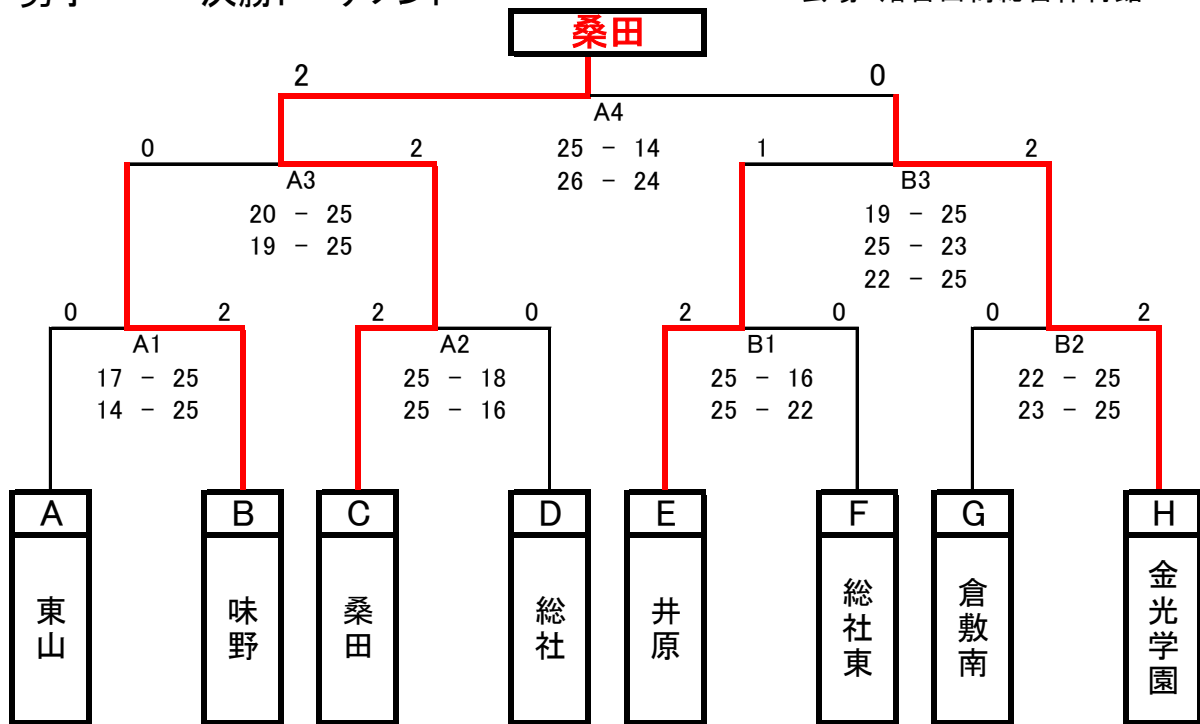 桑田
2 0
A4
25 - 14
26 - 24
0 2
A3
20 - 25
19 - 25
1 2
B3
19 - 25
25 - 23
22 - 25
0 2
A1
17 - 25
14 - 25
2 0
A2
25 - 18
25 - 16
2 0
B1
25 - 16
25 - 22
0 2
B2
22 - 25
23 - 25
A B C D E F G H
東山
味野
桑田
総社
井原
総社東
倉敷南
金光学園